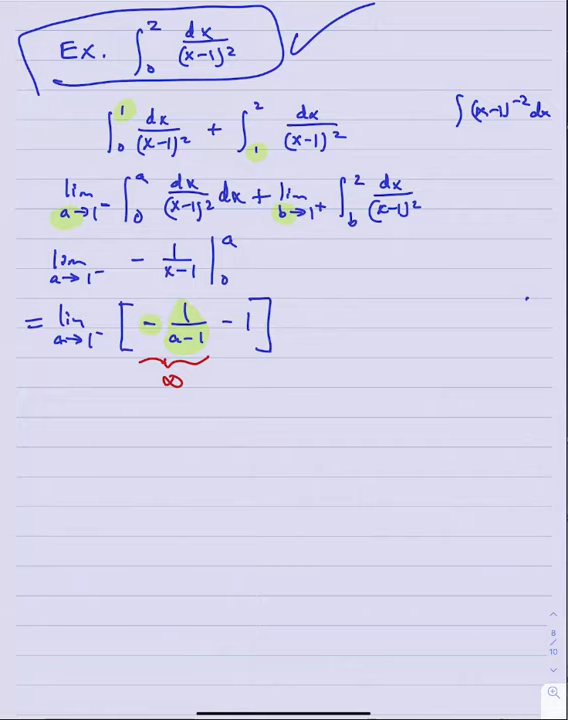 Ex. ∫₀² dx/(x-1)²
∫₀¹ dx/(x-1)² + ∫₁² dx/(x-1)²
∫(x-1)⁻² dx
lim a→1⁻ ∫₀ᵃ dx/(x-1)² dx + lim b→1⁺ ∫_b² dx/(x-1)²
lim a→1⁻ - 1/(x-1) |₀ᵃ
= lim a→1⁻ [ - 1/(a-1) - 1 ]
∞
8
/
10